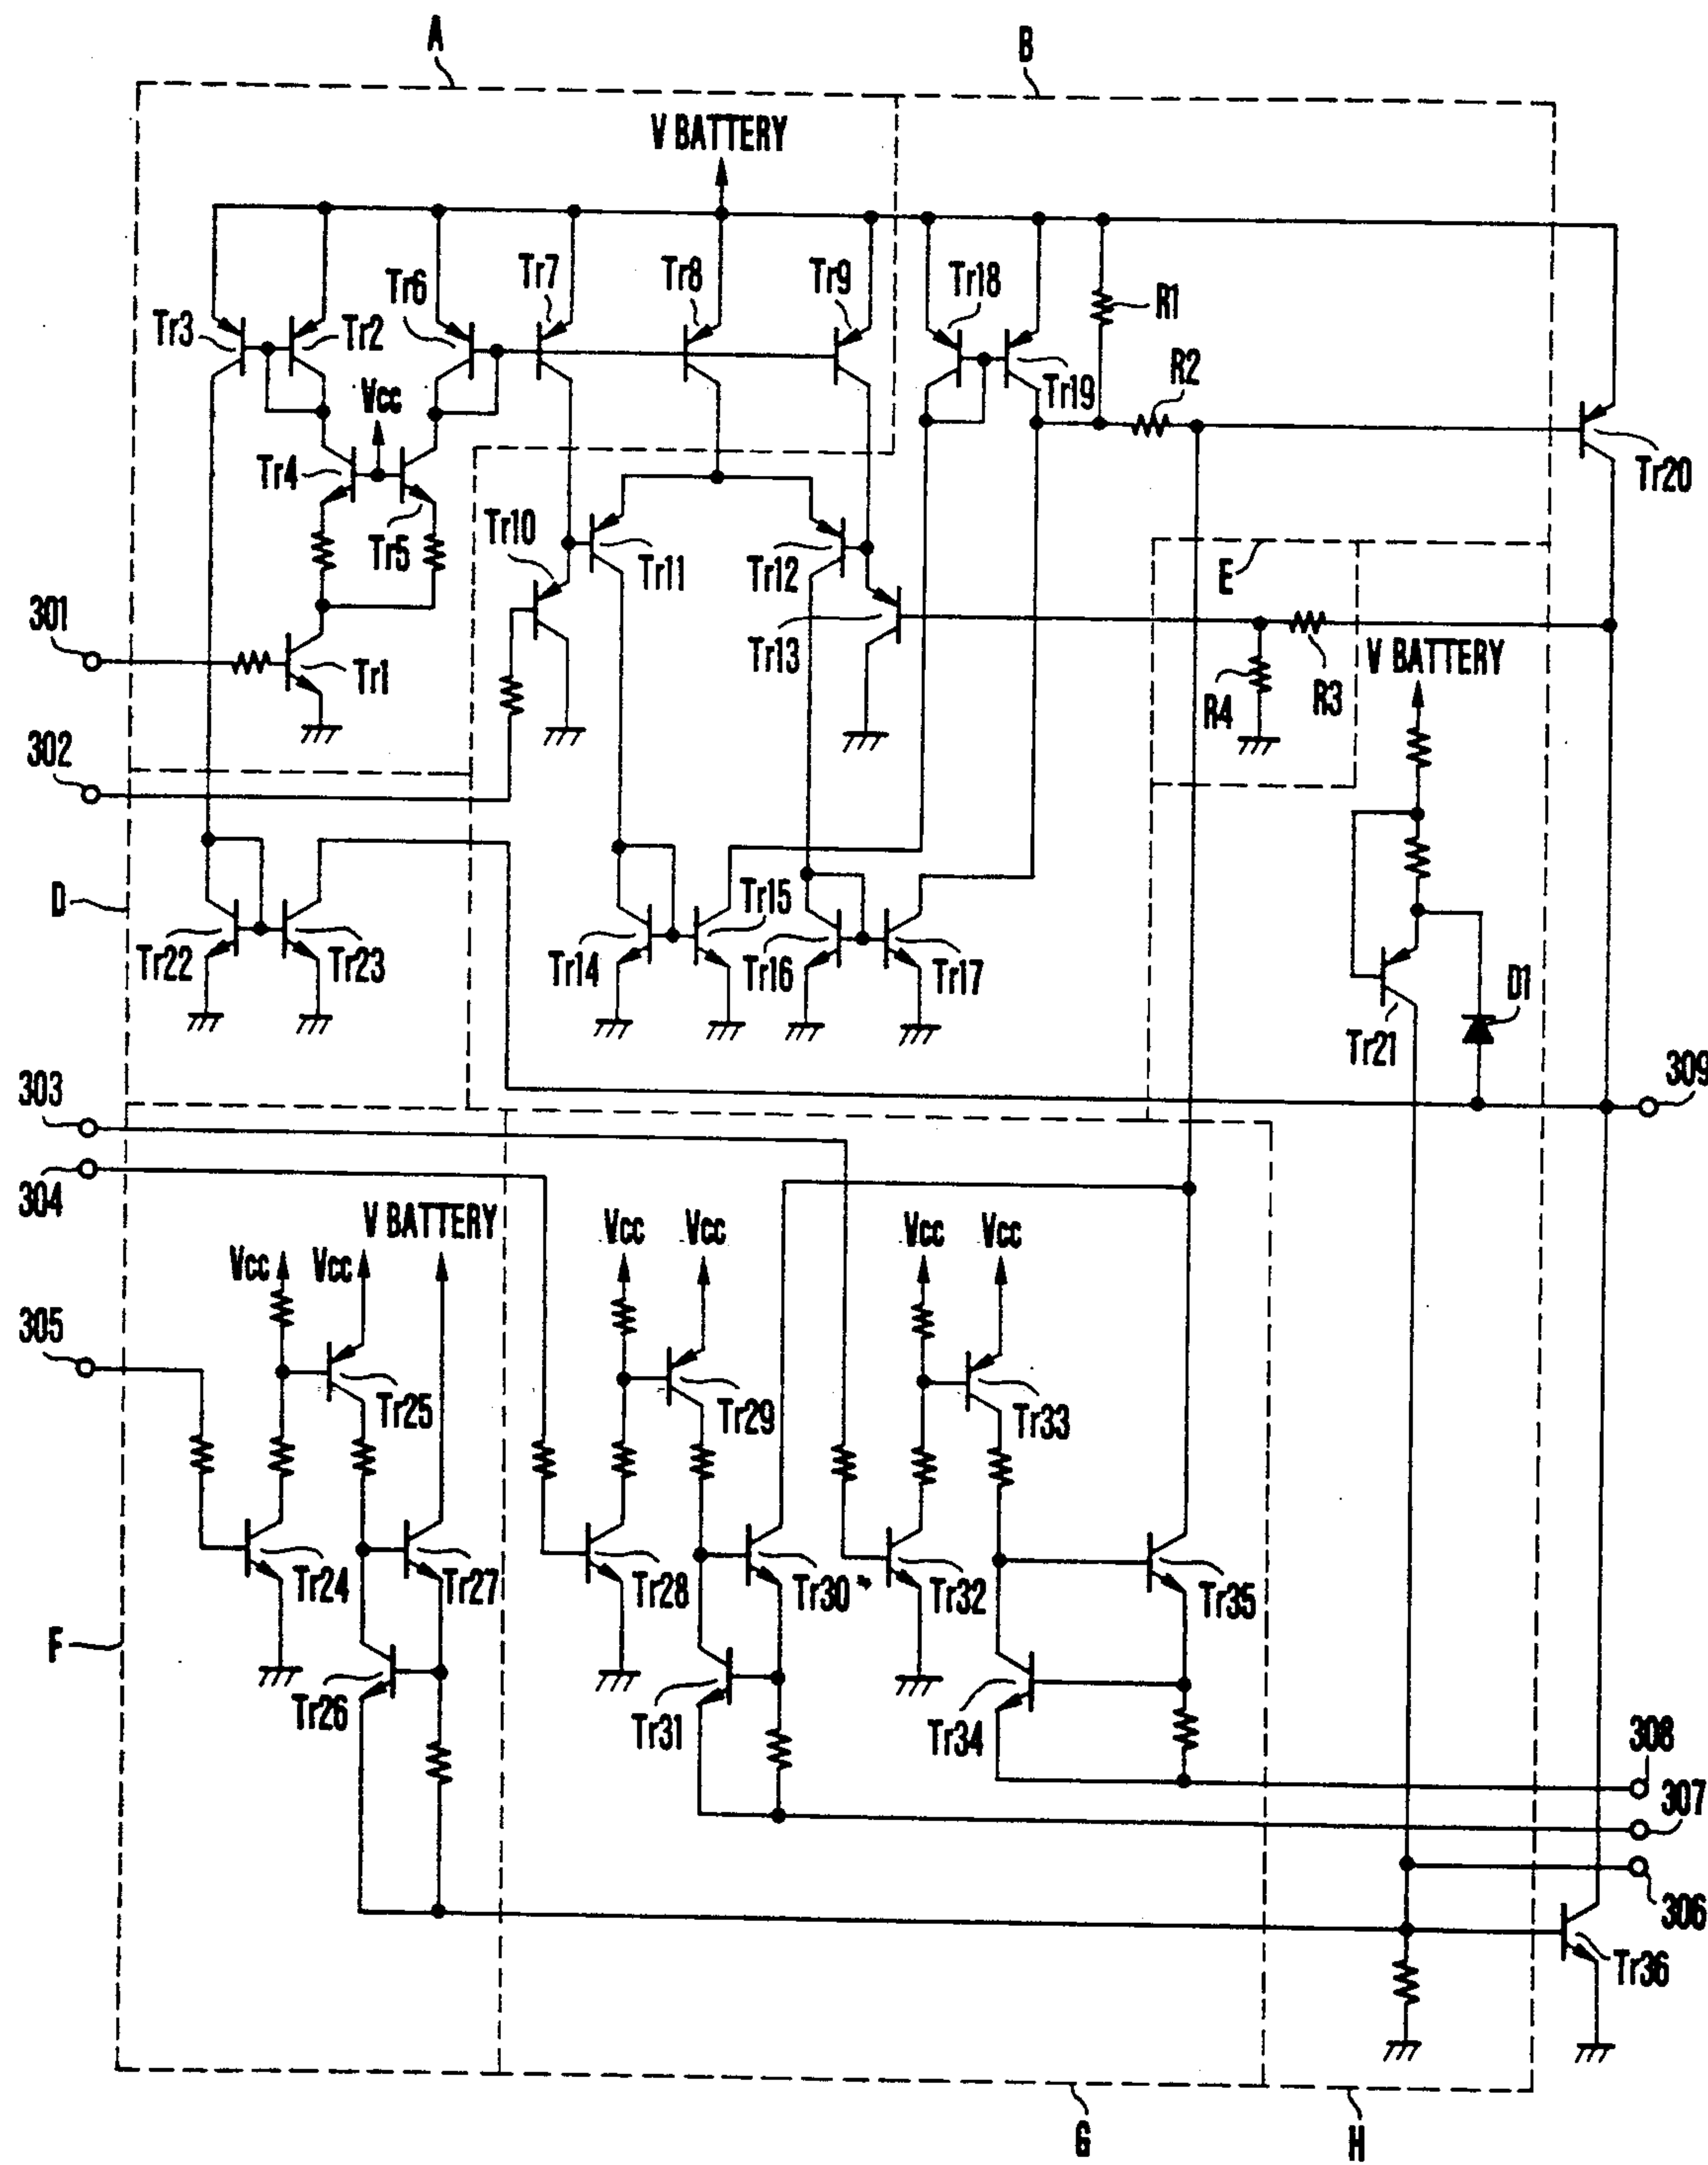 A
B
V BATTERY
Tr3
Tr2
Tr6
Tr7
Tr8
Tr9
Tr18
R1
Tr19
R2
Vcc
Tr4
Tr5
Tr10
Tr11
Tr12
Tr20
E
301
Tr1
Tr13
R4
R3
V BATTERY
302
D
Tr22
Tr23
Tr14
Tr15
Tr16
Tr17
Tr21
D1
303
309
304
Vcc
Vcc
V BATTERY
Vcc
Vcc
Vcc
Vcc
305
Tr25
Tr29
Tr33
Tr24
Tr27
Tr28
Tr30
Tr32
Tr35
F
Tr26
Tr31
Tr34
308
307
306
Tr36
G
H